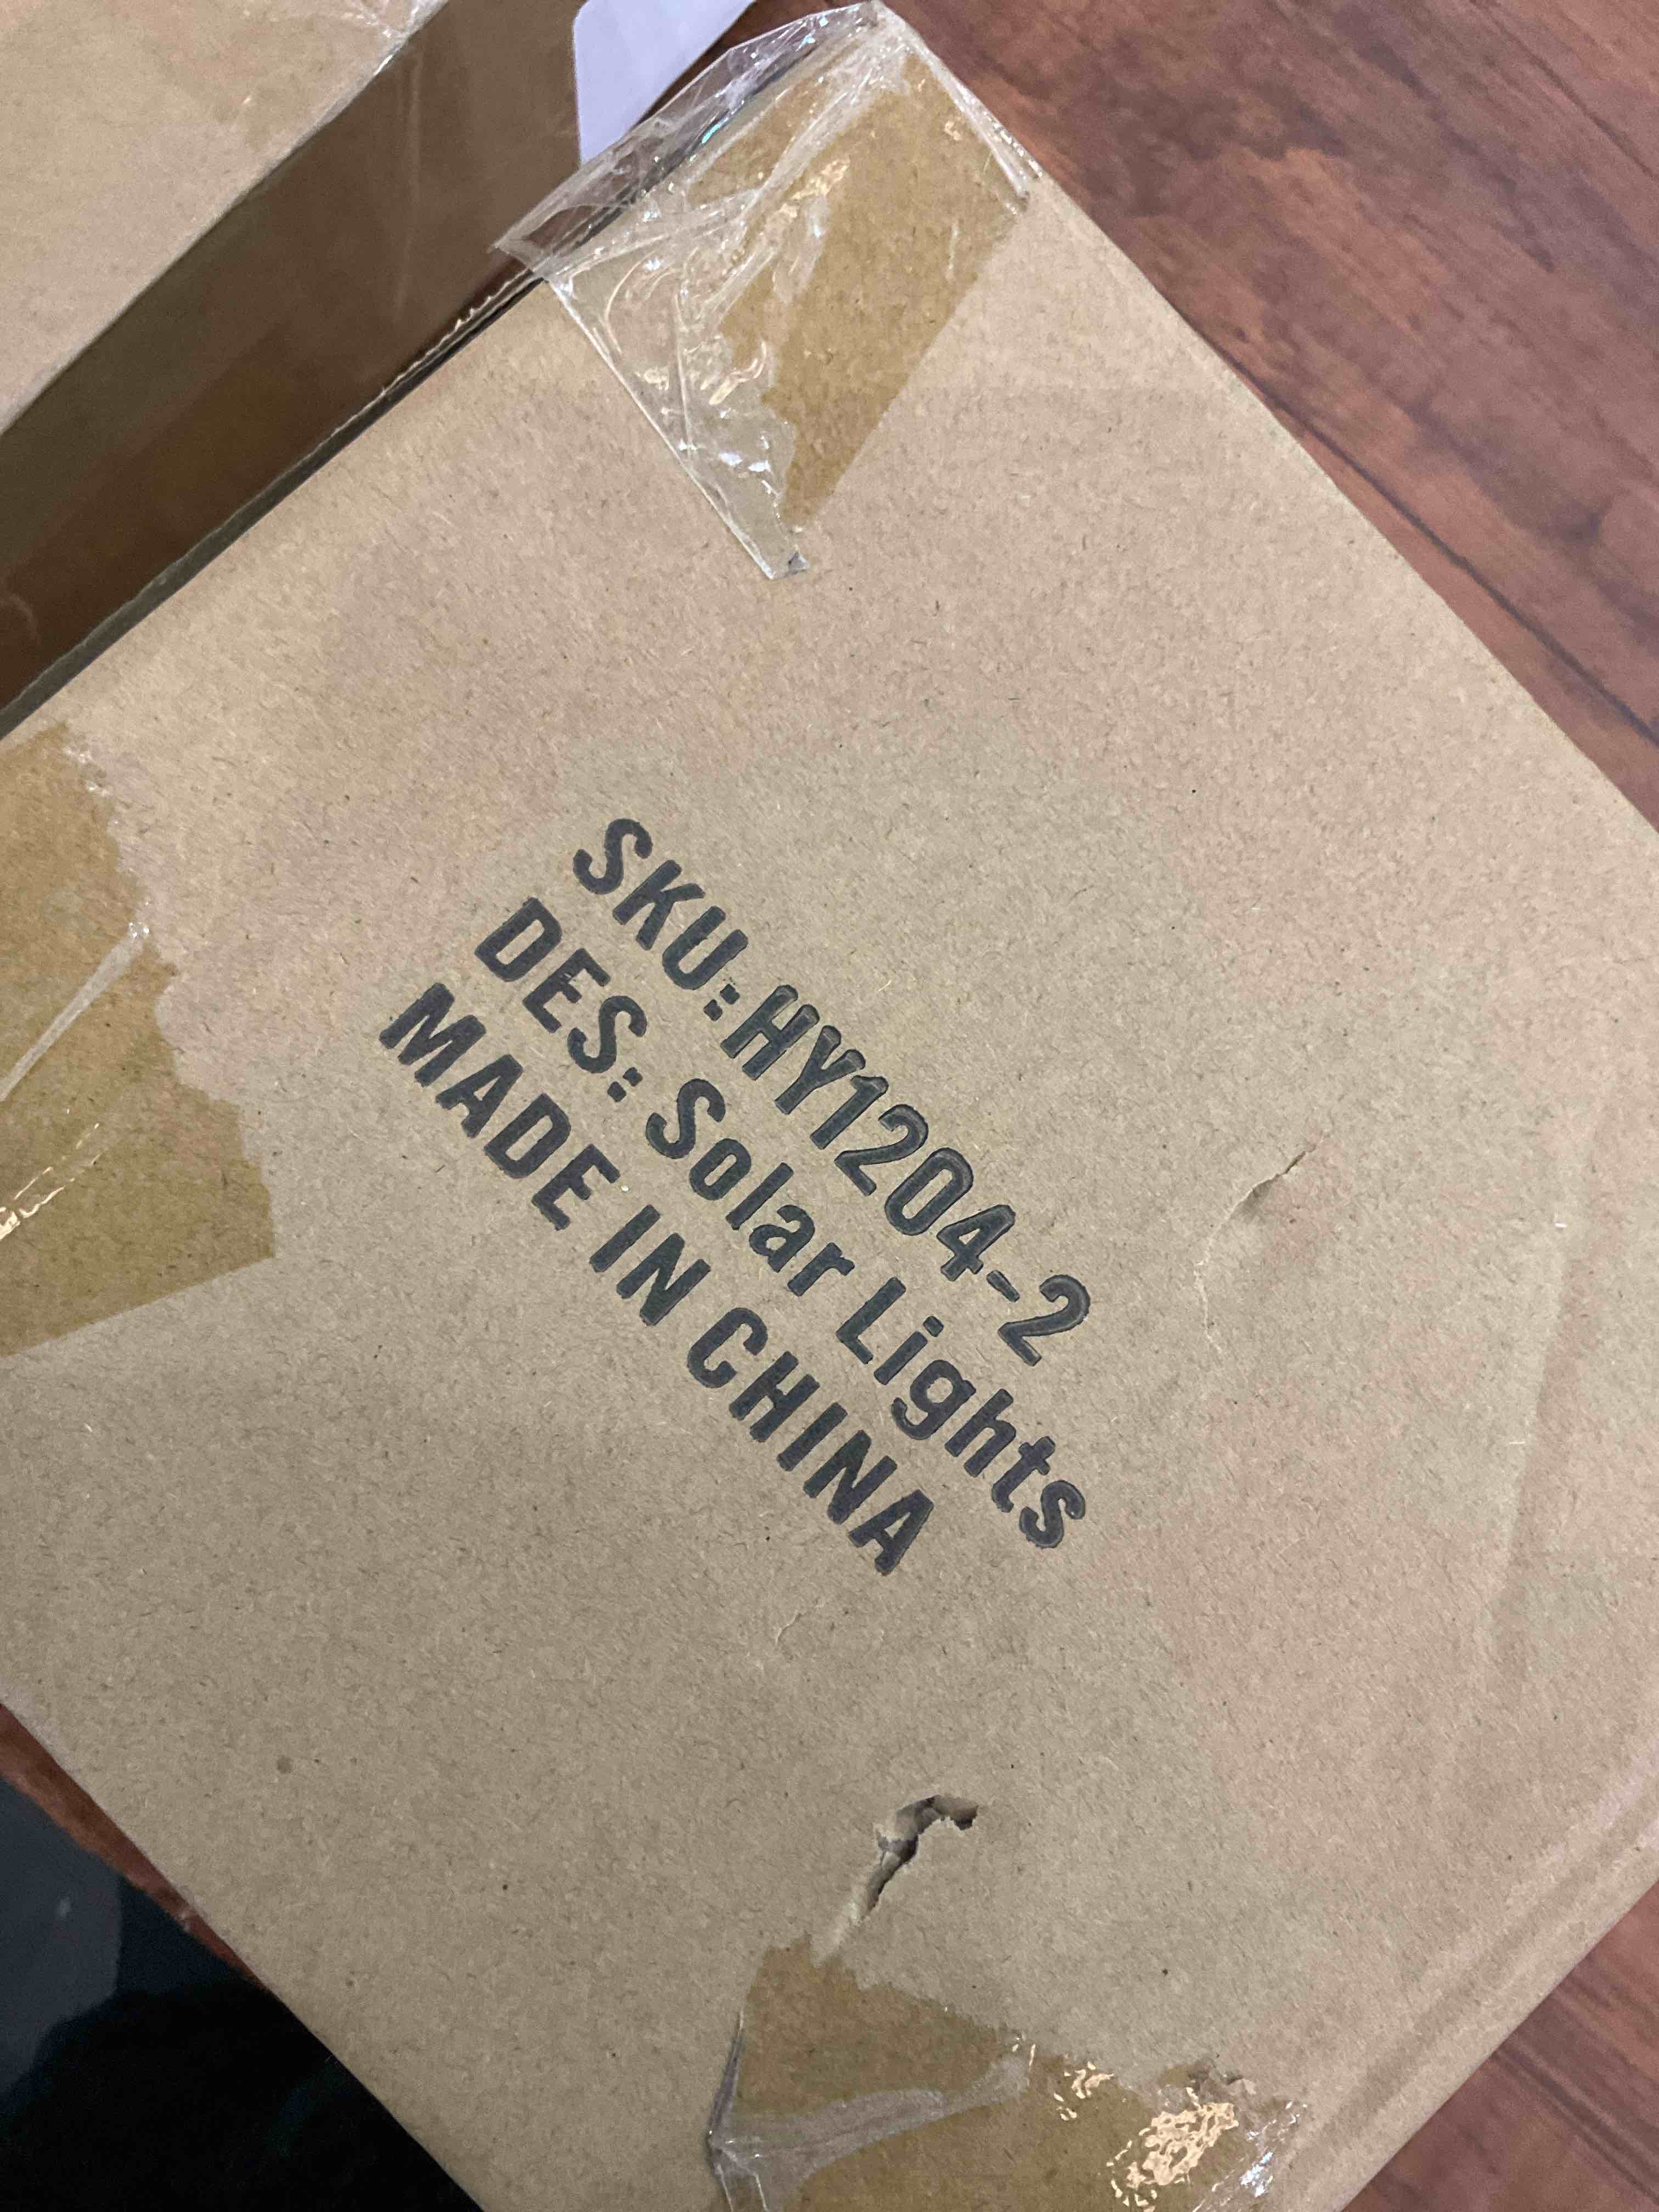 SKU:HY1204-2
DES: Solar Lights
MADE IN CHINA